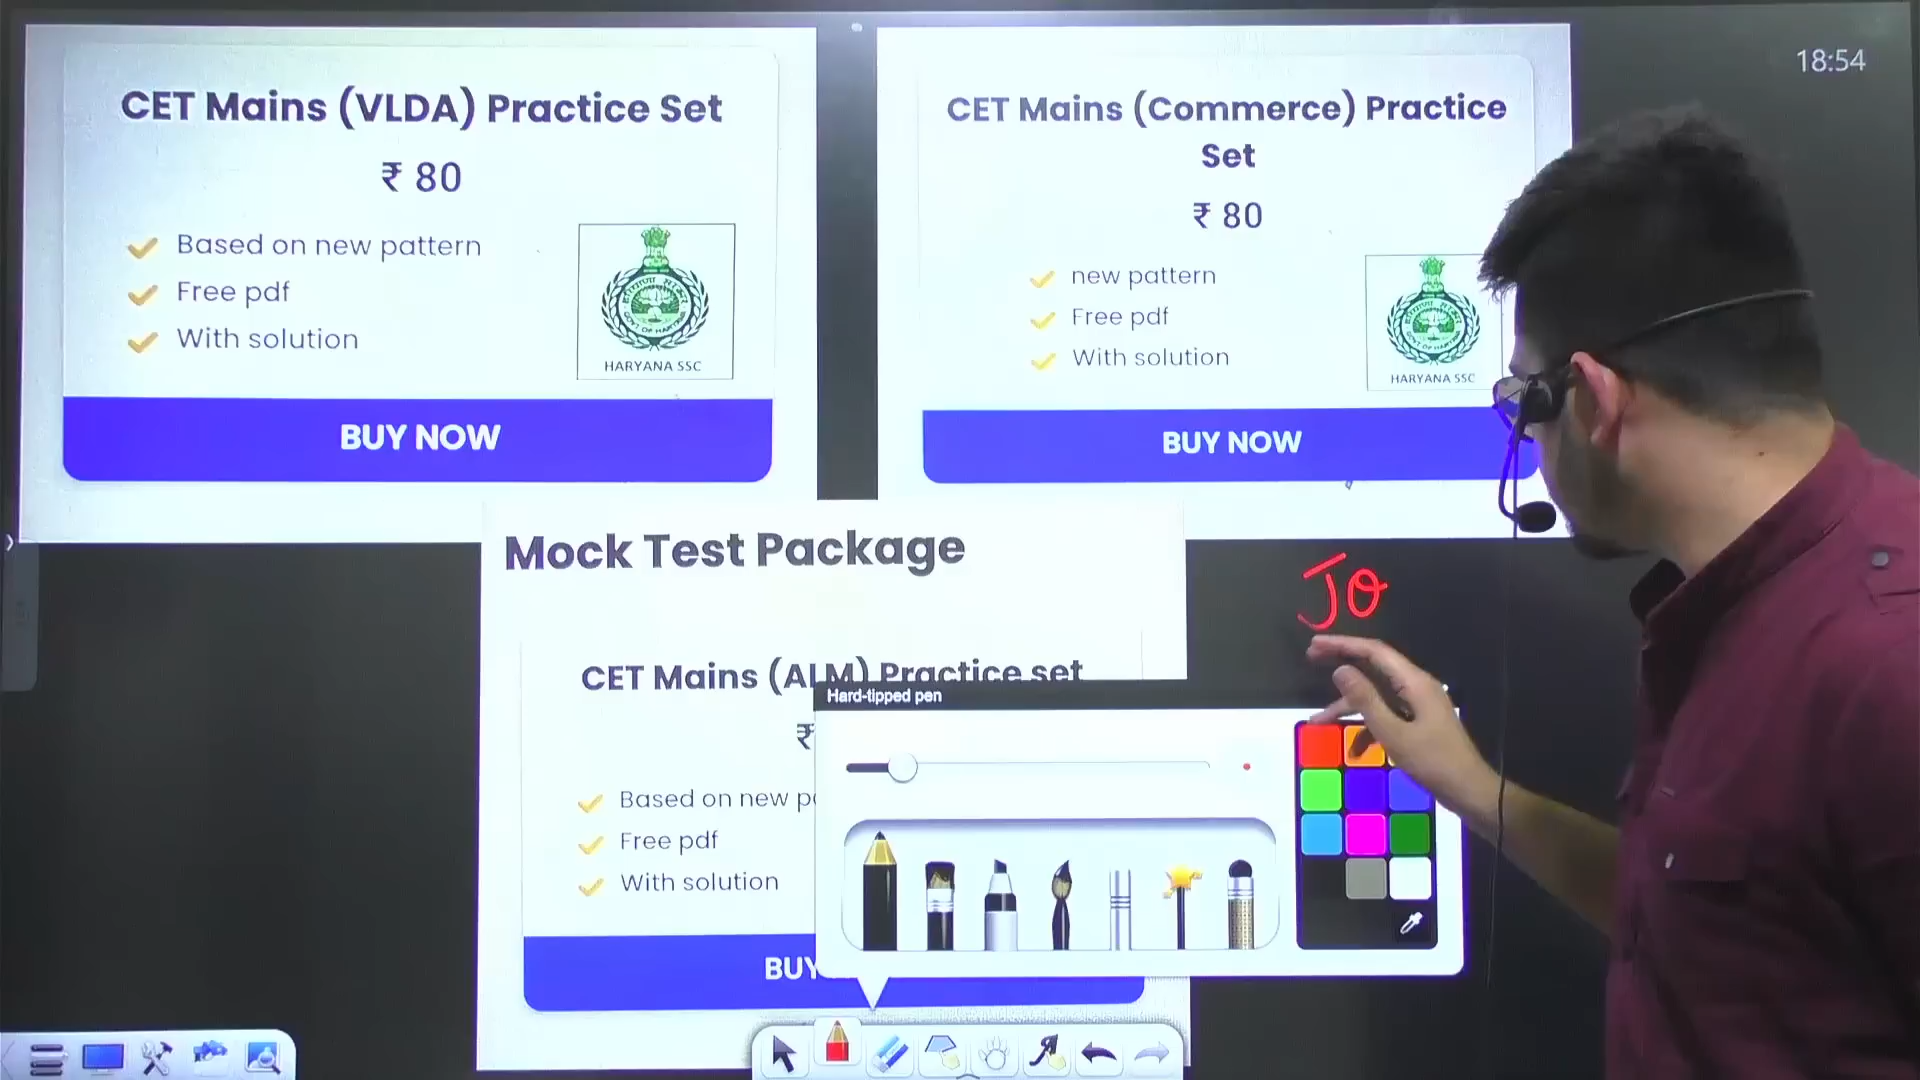 18:54
CET Mains (VLDA) Practice Set
₹ 80
Based on new pattern
Free pdf
With solution
HARYANA SSC
BUY NOW
CET Mains (Commerce) Practice
Set
₹ 80
new pattern
Free pdf
With solution
HARYANA SSC
BUY NOW
Mock Test Package
Jo
CET Mains (ALM) Practice set
Hard-tipped pen
₹
Based on new
Free pdf
With solution
BUY